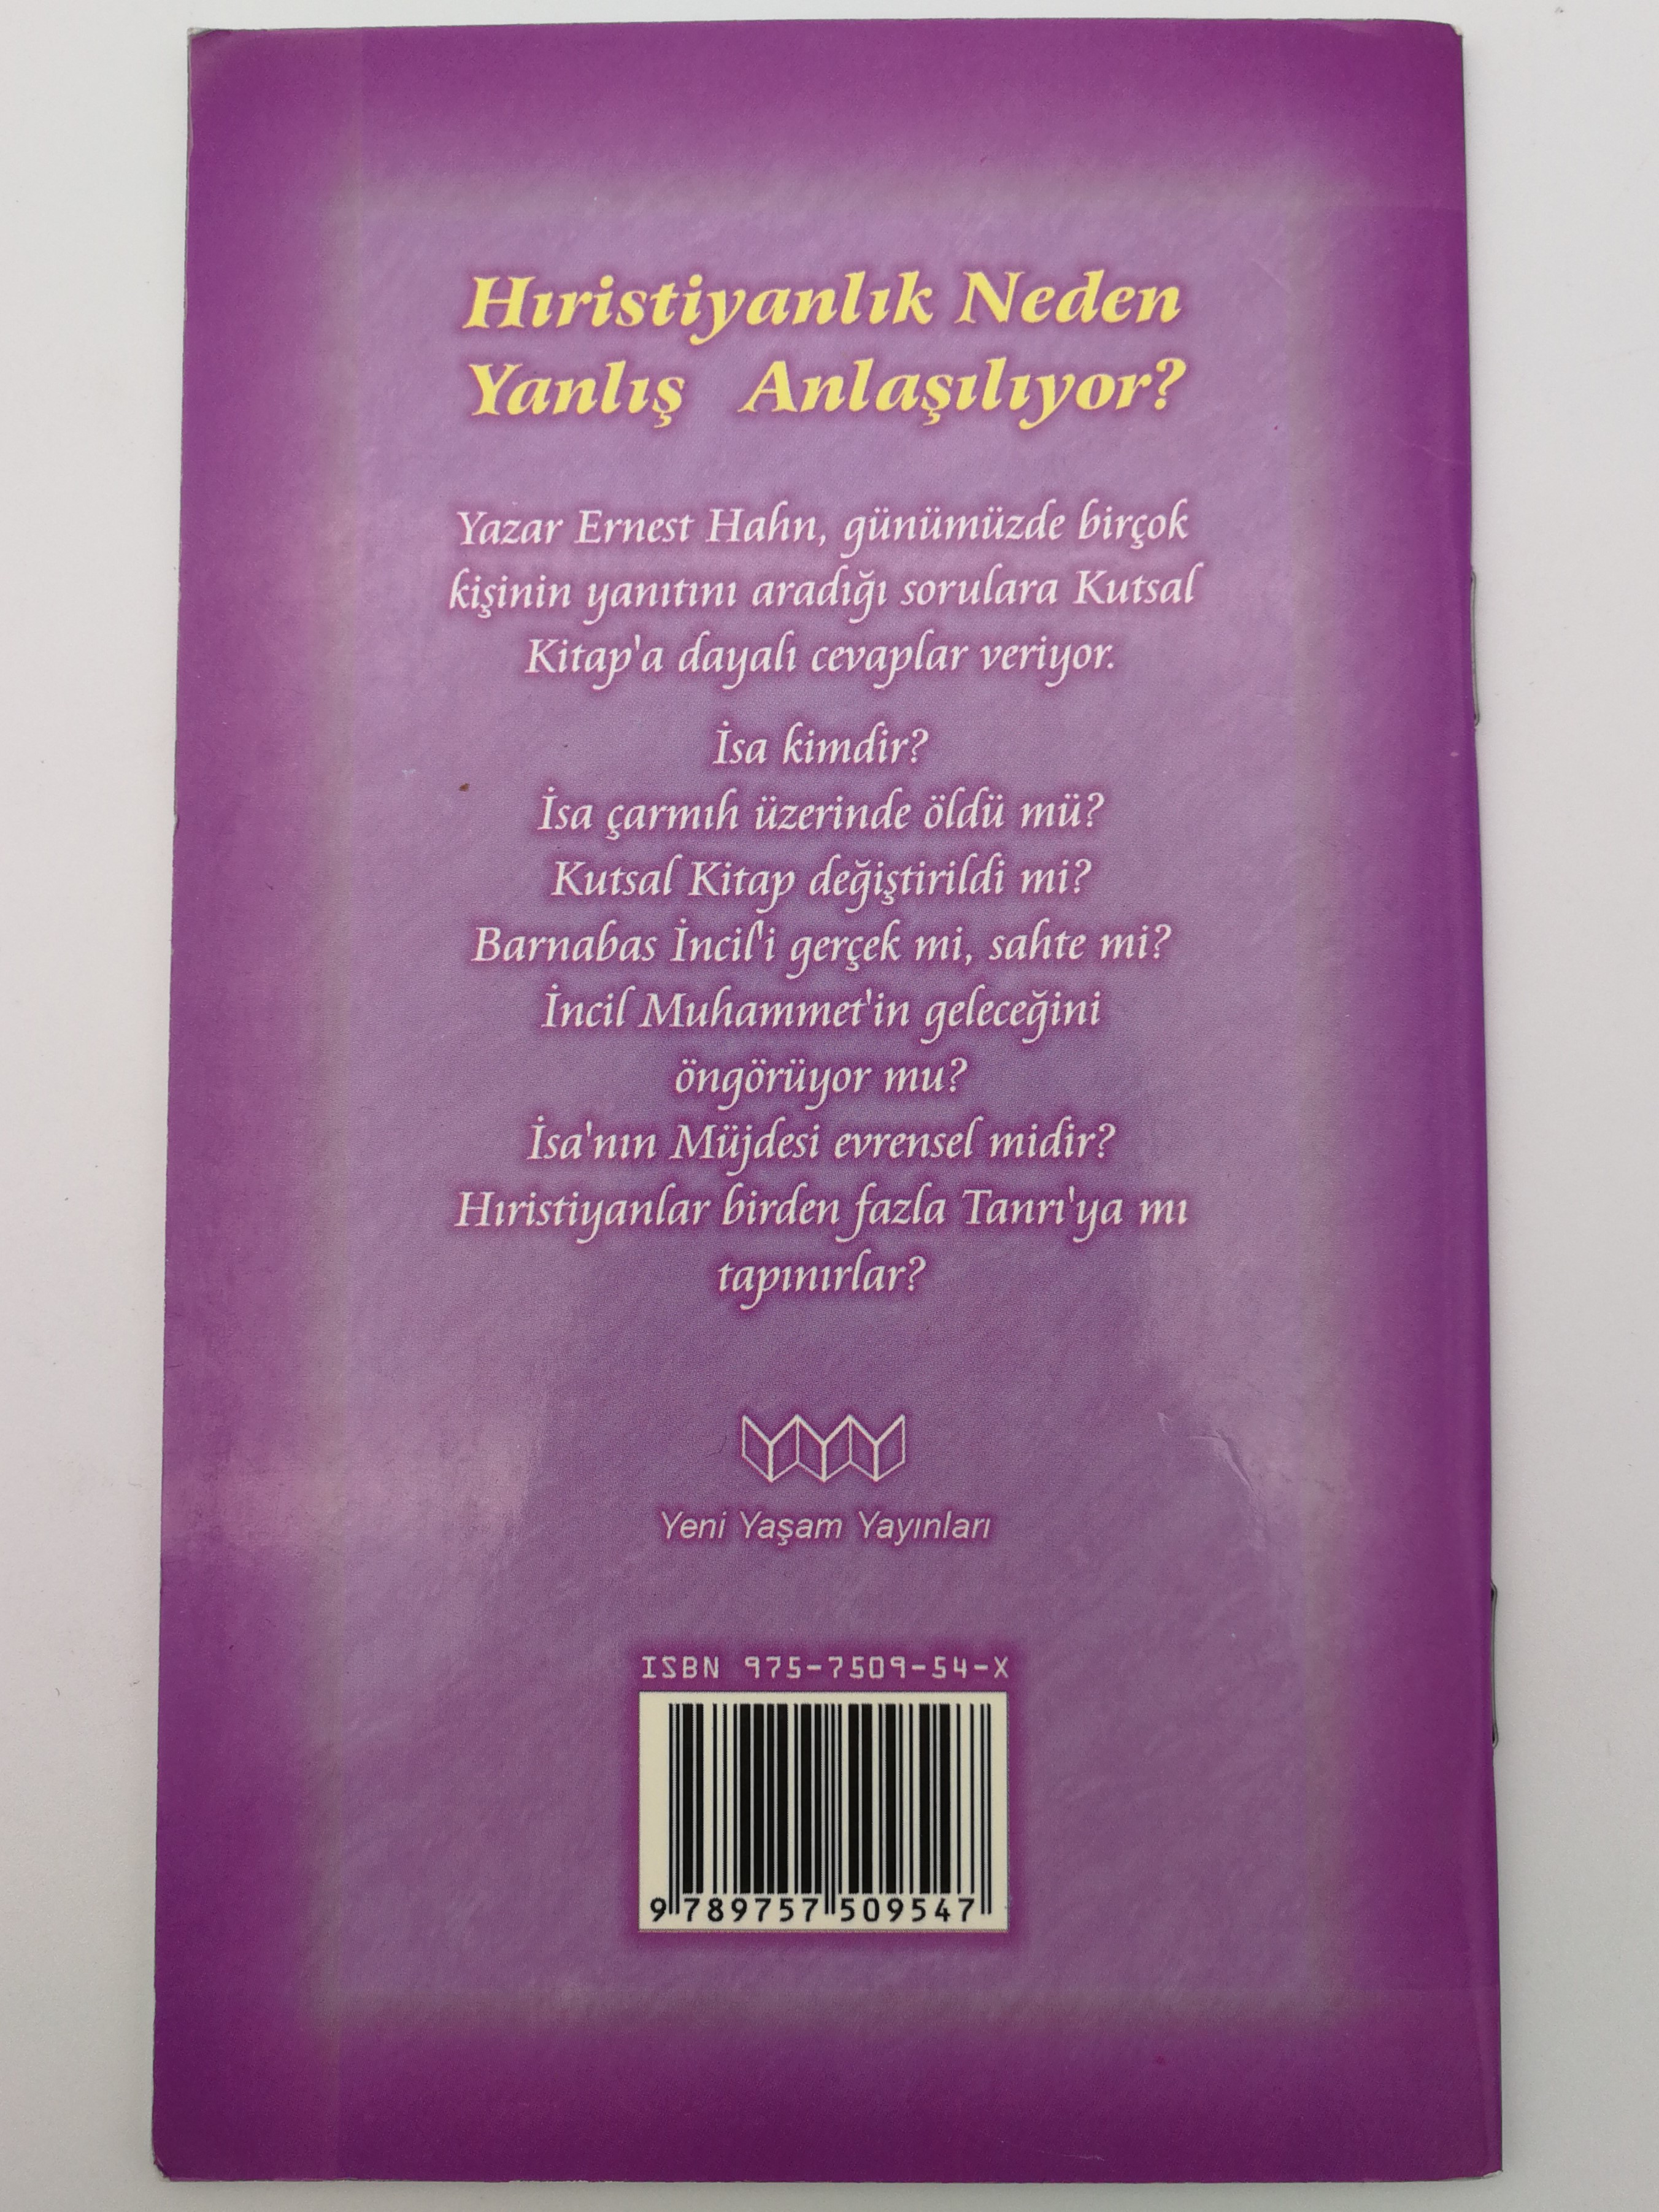 Hıristiyanlık Neden
Yanlış Anlaşılıyor?
Yazar Ernest Hahn, günümüzde birçok
kişinin yanıtını aradığı sorulara Kutsal
Kitap'a dayalı cevaplar veriyor.
İsa kimdir?
İsa çarmıh üzerinde öldü mü?
Kutsal Kitap değiştirildi mi?
Barnabas İncil'i gerçek mi, sahte mi?
İncil Muhammet'in geleceğini
öngörüyor mu?
İsa'nın Müjdesi evrensel midir?
Hıristiyanlar birden fazla Tanrı'ya mı
tapınırlar?
Yeni Yaşam Yayınları
ISBN 975-7509-54-X
9 789757 509547